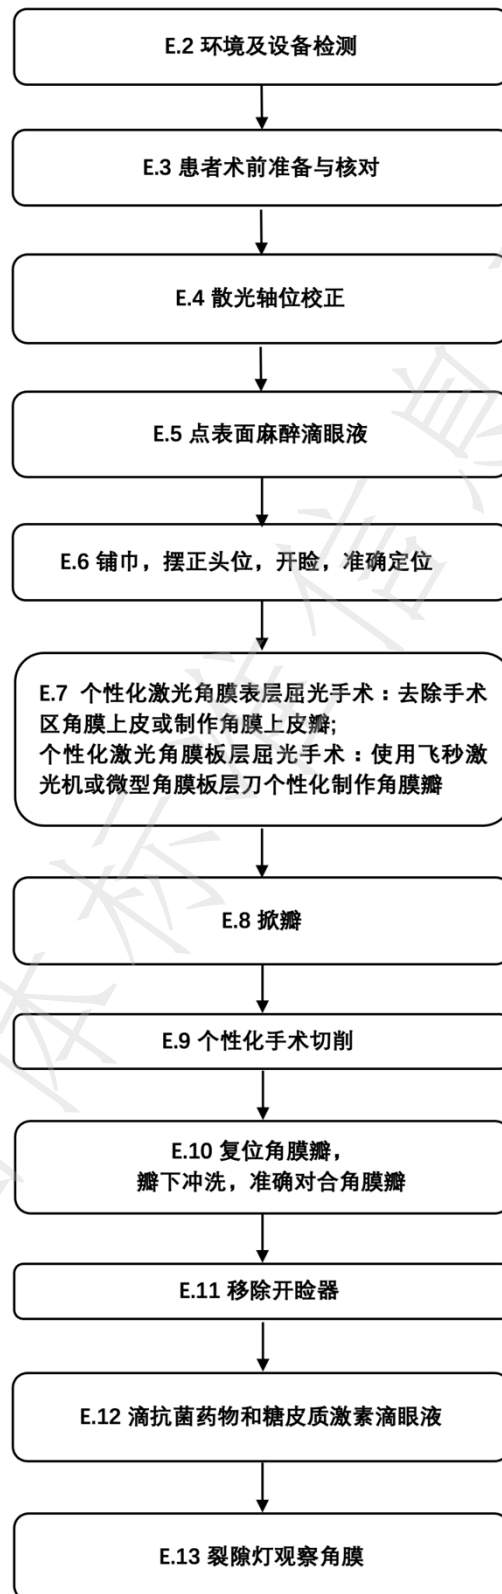 E.2 环境及设备检测
E.3 患者术前准备与核对
E.4 散光轴位校正
E.5 点表面麻醉滴眼液
E.6 铺巾，摆正头位，开睑，准确定位
E.7 个性化激光角膜表层屈光手术：去除手术
区角膜上皮或制作角膜上皮瓣;
个性化激光角膜板层屈光手术：使用飞秒激
光机或微型角膜板层刀个性化制作角膜瓣
E.8 掀瓣
E.9 个性化手术切削
E.10 复位角膜瓣，
瓣下冲洗，准确对合角膜瓣
E.11 移除开睑器
E.12 滴抗菌药物和糖皮质激素滴眼液
E.13 裂隙灯观察角膜
体标准信息